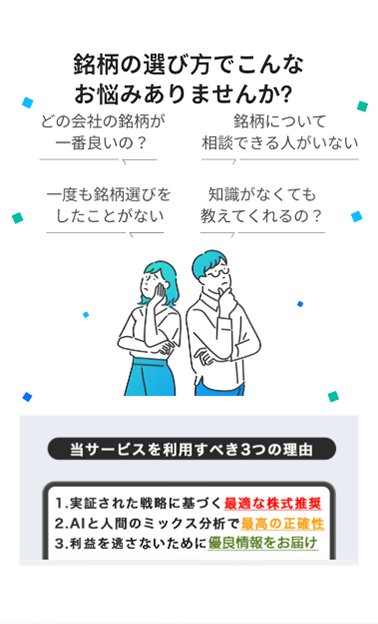 銘柄の選び方でこんな
お悩みありませんか?
どの会社の銘柄が
一番良いの？
銘柄について
相談できる人がいない
一度も銘柄選びを
したことがない
知識がなくても
教えてくれるの？
当サービスを利用すべき3つの理由
1.実証された戦略に基づく最適な株式推奨
2.AIと人間のミックス分析で最高の正確性
3.利益を逃さないために優良情報をお届け